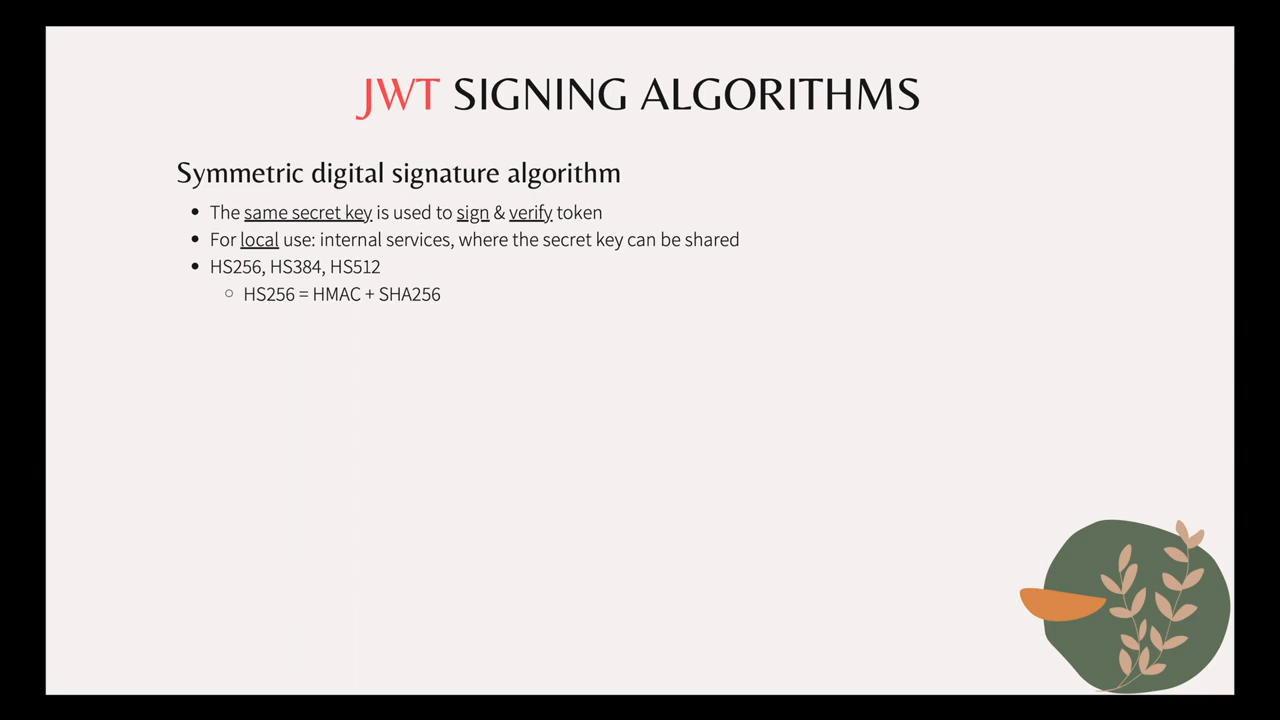 JWT SIGNING ALGORITHMS
Symmetric digital signature algorithm
• The same secret key is used to sign & verify token
• For local use: internal services, where the secret key can be shared
• HS256, HS384, HS512
○ HS256 = HMAC + SHA256